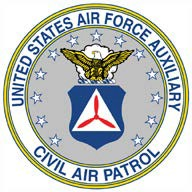 UNITED STATES AIR FORCE AUXILIARY
CIVIL AIR PATROL